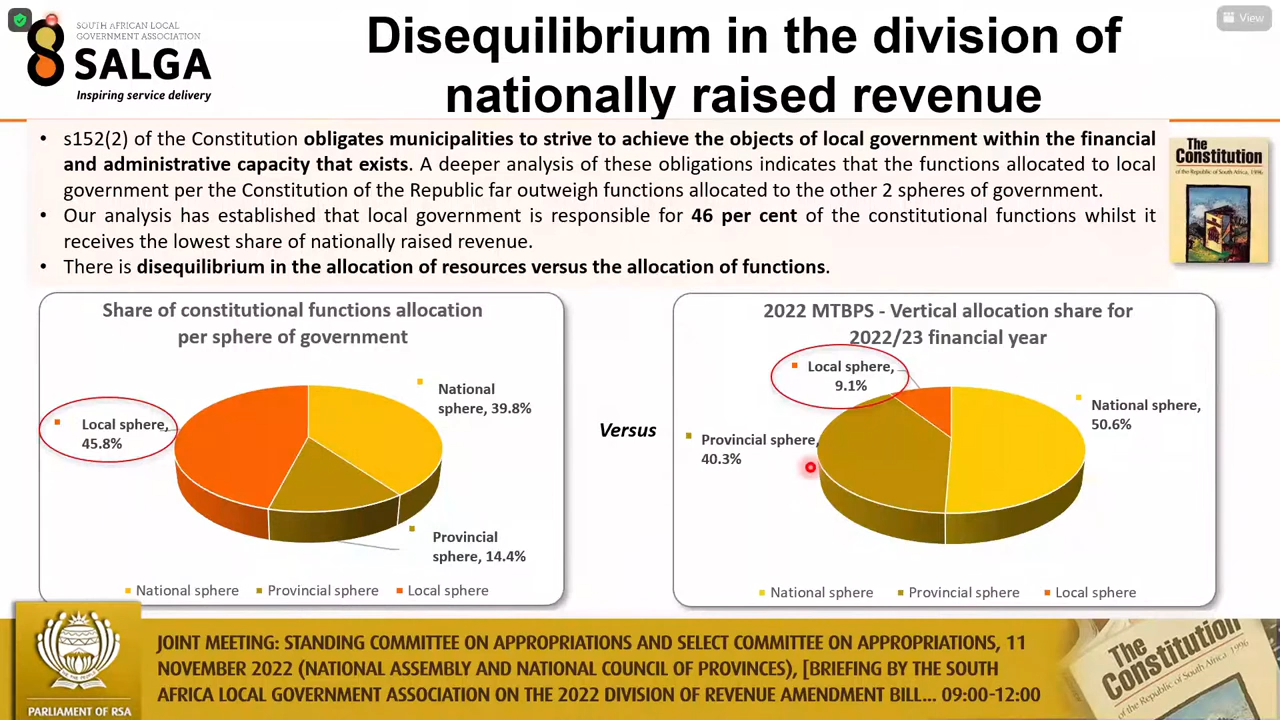 View
SOUTH AFRICAN LOCAL
GOVERNMENT ASSOCIATION
SALGA
Inspiring service delivery
Disequilibrium in the division of
nationally raised revenue
• s152(2) of the Constitution obligates municipalities to strive to achieve the objects of local government within the financial
and administrative capacity that exists. A deeper analysis of these obligations indicates that the functions allocated to local
government per the Constitution of the Republic far outweigh functions allocated to the other 2 spheres of government.
• Our analysis has established that local government is responsible for 46 per cent of the constitutional functions whilst it
receives the lowest share of nationally raised revenue.
• There is disequilibrium in the allocation of resources versus the allocation of functions.
The
Constitution
of the Republic of South Africa, 1996
Share of constitutional functions allocation
per sphere of government
National
sphere, 39.8%
Local sphere,
45.8%
Provincial
sphere, 14.4%
National sphere
Provincial sphere
Local sphere
Versus
2022 MTBPS - Vertical allocation share for
2022/23 financial year
Local sphere,
9.1%
National sphere,
50.6%
Provincial sphere,
40.3%
National sphere
Provincial sphere
Local sphere
JOINT MEETING: STANDING COMMITTEE ON APPROPRIATIONS AND SELECT COMMITTEE ON APPROPRIATIONS, 11
NOVEMBER 2022 (NATIONAL ASSEMBLY AND NATIONAL COUNCIL OF PROVINCES), [BRIEFING BY THE SOUTH
AFRICA LOCAL GOVERNMENT ASSOCIATION ON THE 2022 DIVISION OF REVENUE AMENDMENT BILL... 09:00-12:00
PARLIAMENT OF RSA
The
Constitution
of the Republic of South Africa, 1996